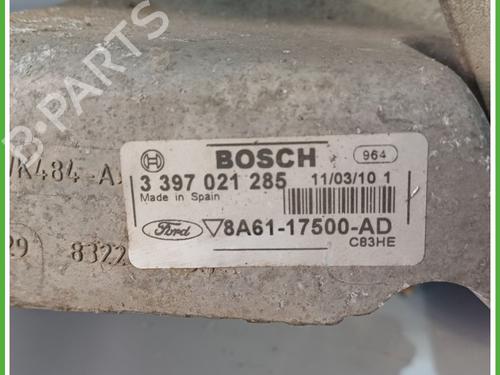 B-PARTS
BOSCH 964
3 397 021 285 11/03/10 1
Made in Spain
Ford 8A61-17500-AD
C83HE
K484-A
29 8322